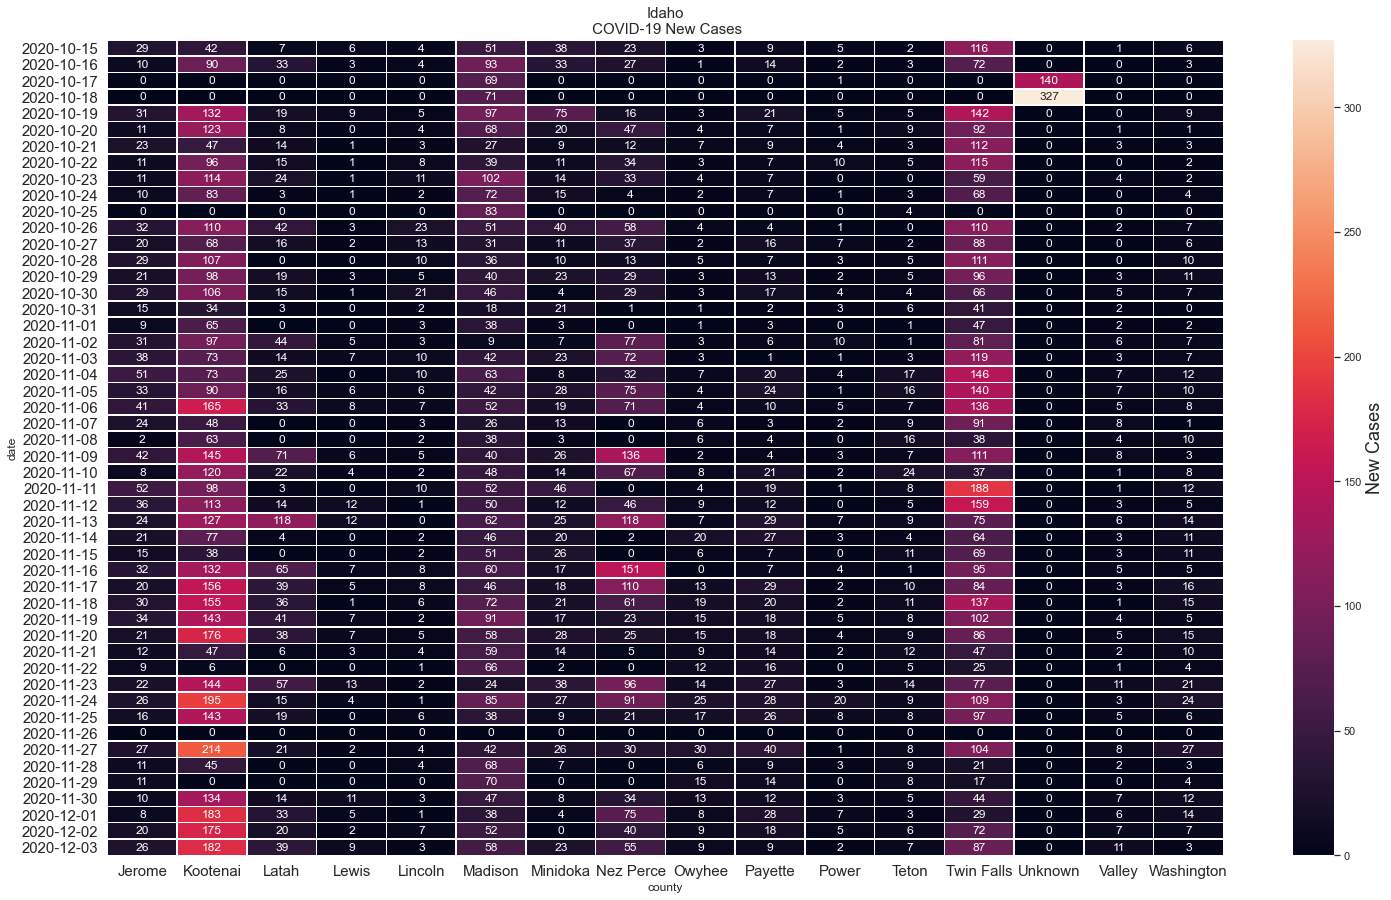 Idaho
COVID-19 New Cases
2020-10-15 29 42 7 6 4 51 38 23 3 9 5 2 116 0 1 6
2020-10-16 10 90 33 3 4 93 33 27 1 14 2 3 72 0 0 3
2020-10-17 0 0 0 0 0 69 0 0 0 0 1 0 0 140 0 0
2020-10-18 0 0 0 0 0 71 0 0 0 0 0 0 0 327 0 0
2020-10-19 31 132 19 9 5 97 75 16 3 21 5 5 142 0 0 9
2020-10-20 11 123 8 0 4 68 20 47 4 7 1 9 92 0 1 1
2020-10-21 23 47 14 1 3 27 9 12 7 9 4 3 112 0 3 3
2020-10-22 11 96 15 1 8 39 11 34 3 7 10 5 115 0 0 2
2020-10-23 11 114 24 1 11 102 14 33 4 7 0 0 59 0 4 2
2020-10-24 10 83 3 1 2 72 15 4 2 7 1 3 68 0 0 4
2020-10-25 0 0 0 0 0 83 0 0 0 0 0 4 0 0 0 0
2020-10-26 32 110 42 3 23 51 40 58 4 4 1 0 110 0 2 7
2020-10-27 20 68 16 2 13 31 11 37 2 16 7 2 88 0 0 6
2020-10-28 29 107 0 0 10 36 10 13 5 7 3 5 111 0 0 10
2020-10-29 21 98 19 3 5 40 23 29 3 13 2 5 96 0 3 11
2020-10-30 29 106 15 1 21 46 4 29 3 17 4 4 66 0 5 7
2020-10-31 15 34 3 0 2 18 21 1 1 2 3 6 41 0 2 0
2020-11-01 9 65 0 0 3 38 3 0 1 3 0 1 47 0 2 2
2020-11-02 31 97 44 5 3 9 7 77 3 6 10 1 81 0 6 7
2020-11-03 38 73 14 7 10 42 23 72 3 1 1 3 119 0 3 7
2020-11-04 51 73 25 0 10 63 8 32 7 20 4 17 146 0 7 12
2020-11-05 33 90 16 6 6 42 28 75 4 24 1 16 140 0 7 10
2020-11-06 41 165 33 8 7 52 19 71 4 10 5 7 136 0 5 8
2020-11-07 24 48 0 0 3 26 13 0 6 3 2 9 91 0 8 1
2020-11-08 2 63 0 0 2 38 3 0 6 4 0 16 38 0 4 10
2020-11-09 42 145 71 6 5 40 26 136 2 4 3 7 111 0 8 3
2020-11-10 8 120 22 4 2 48 14 67 8 21 2 24 37 0 1 8
2020-11-11 52 98 3 0 10 52 46 0 4 19 1 8 188 0 1 12
2020-11-12 36 113 14 12 1 50 12 46 9 12 0 5 159 0 3 5
2020-11-13 24 127 118 12 0 62 25 118 7 29 7 9 75 0 6 14
2020-11-14 21 77 4 0 2 46 20 2 20 27 3 4 64 0 3 11
2020-11-15 15 38 0 0 2 51 26 0 6 7 0 11 69 0 3 11
2020-11-16 32 132 65 7 8 60 17 151 0 7 4 1 95 0 5 5
2020-11-17 20 156 39 5 8 46 18 110 13 29 2 10 84 0 3 16
2020-11-18 30 155 36 1 6 72 21 61 19 20 2 11 137 0 1 15
2020-11-19 34 143 41 7 2 91 17 23 15 18 5 8 102 0 4 5
2020-11-20 21 176 38 7 5 58 28 25 15 18 4 9 86 0 5 15
2020-11-21 12 47 6 3 4 59 14 5 9 14 2 12 47 0 2 10
2020-11-22 9 6 0 0 1 66 2 0 12 16 0 5 25 0 1 4
2020-11-23 22 144 57 13 2 24 38 96 14 27 3 14 77 0 11 21
2020-11-24 26 195 15 4 1 85 27 91 25 28 20 9 109 0 3 24
2020-11-25 16 143 19 0 6 38 9 21 17 26 8 8 97 0 5 6
2020-11-26 0 0 0 0 0 0 0 0 0 0 0 0 0 0 0 0
2020-11-27 27 214 21 2 4 42 26 30 30 40 1 8 104 0 8 27
2020-11-28 11 45 0 0 4 68 7 0 6 9 3 9 21 0 2 3
2020-11-29 11 0 0 0 0 70 0 0 15 14 0 8 17 0 0 4
2020-11-30 10 134 14 11 3 47 8 34 13 12 3 5 44 0 7 12
2020-12-01 8 183 33 5 1 38 4 75 8 28 7 3 29 0 6 14
2020-12-02 20 175 20 2 7 52 0 40 9 18 5 6 72 0 7 7
2020-12-03 26 182 39 9 3 58 23 55 9 9 2 7 87 0 11 3
Jerome Kootenai Latah Lewis Lincoln Madison Minidoka Nez Perce Owyhee Payette Power Teton Twin Falls Unknown Valley Washington
county
date
300
250
200
150
100
50
0
New Cases